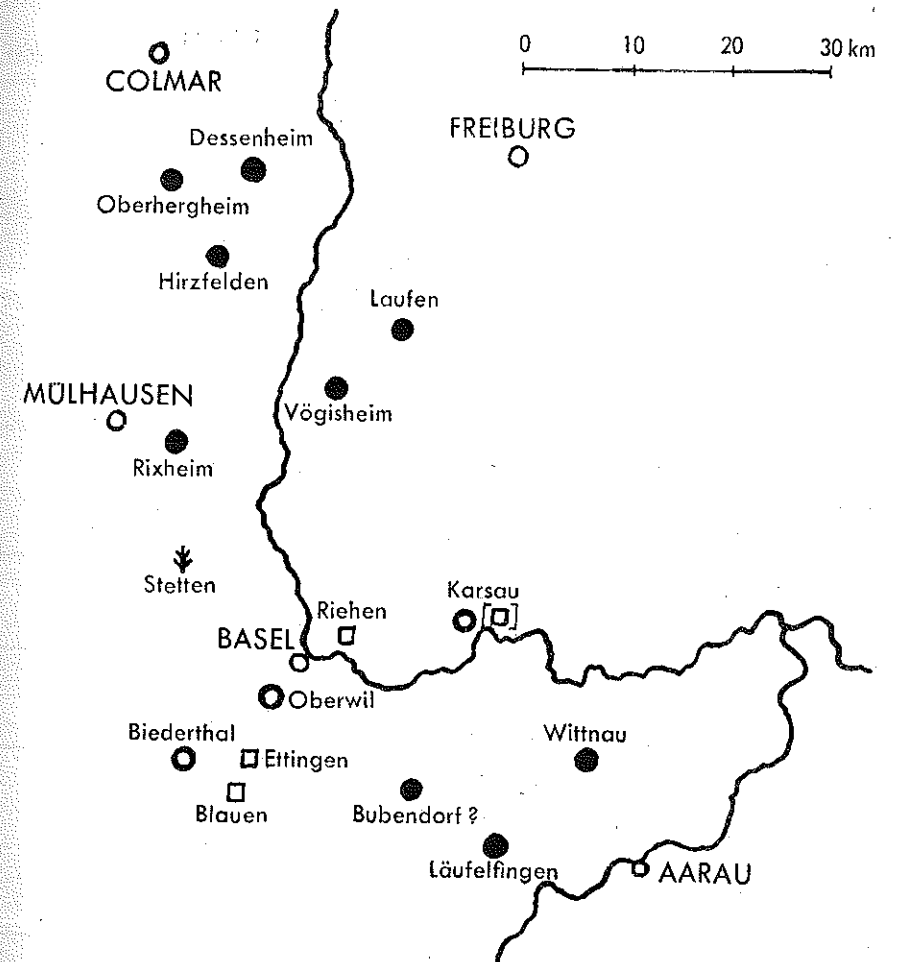 0 10 20 30 km
COLMAR
FREIBURG
Dessenheim
Oberhergheim
Hirzfelden
Laufen
MÜLHAUSEN
Vögisheim
Rixheim
Stetten
Karsau
Riehen
BASEL
Oberwil
Biederthal
Wittnau
Ettingen
Blauen
Bubendorf ?
Läufelfingen
AARAU